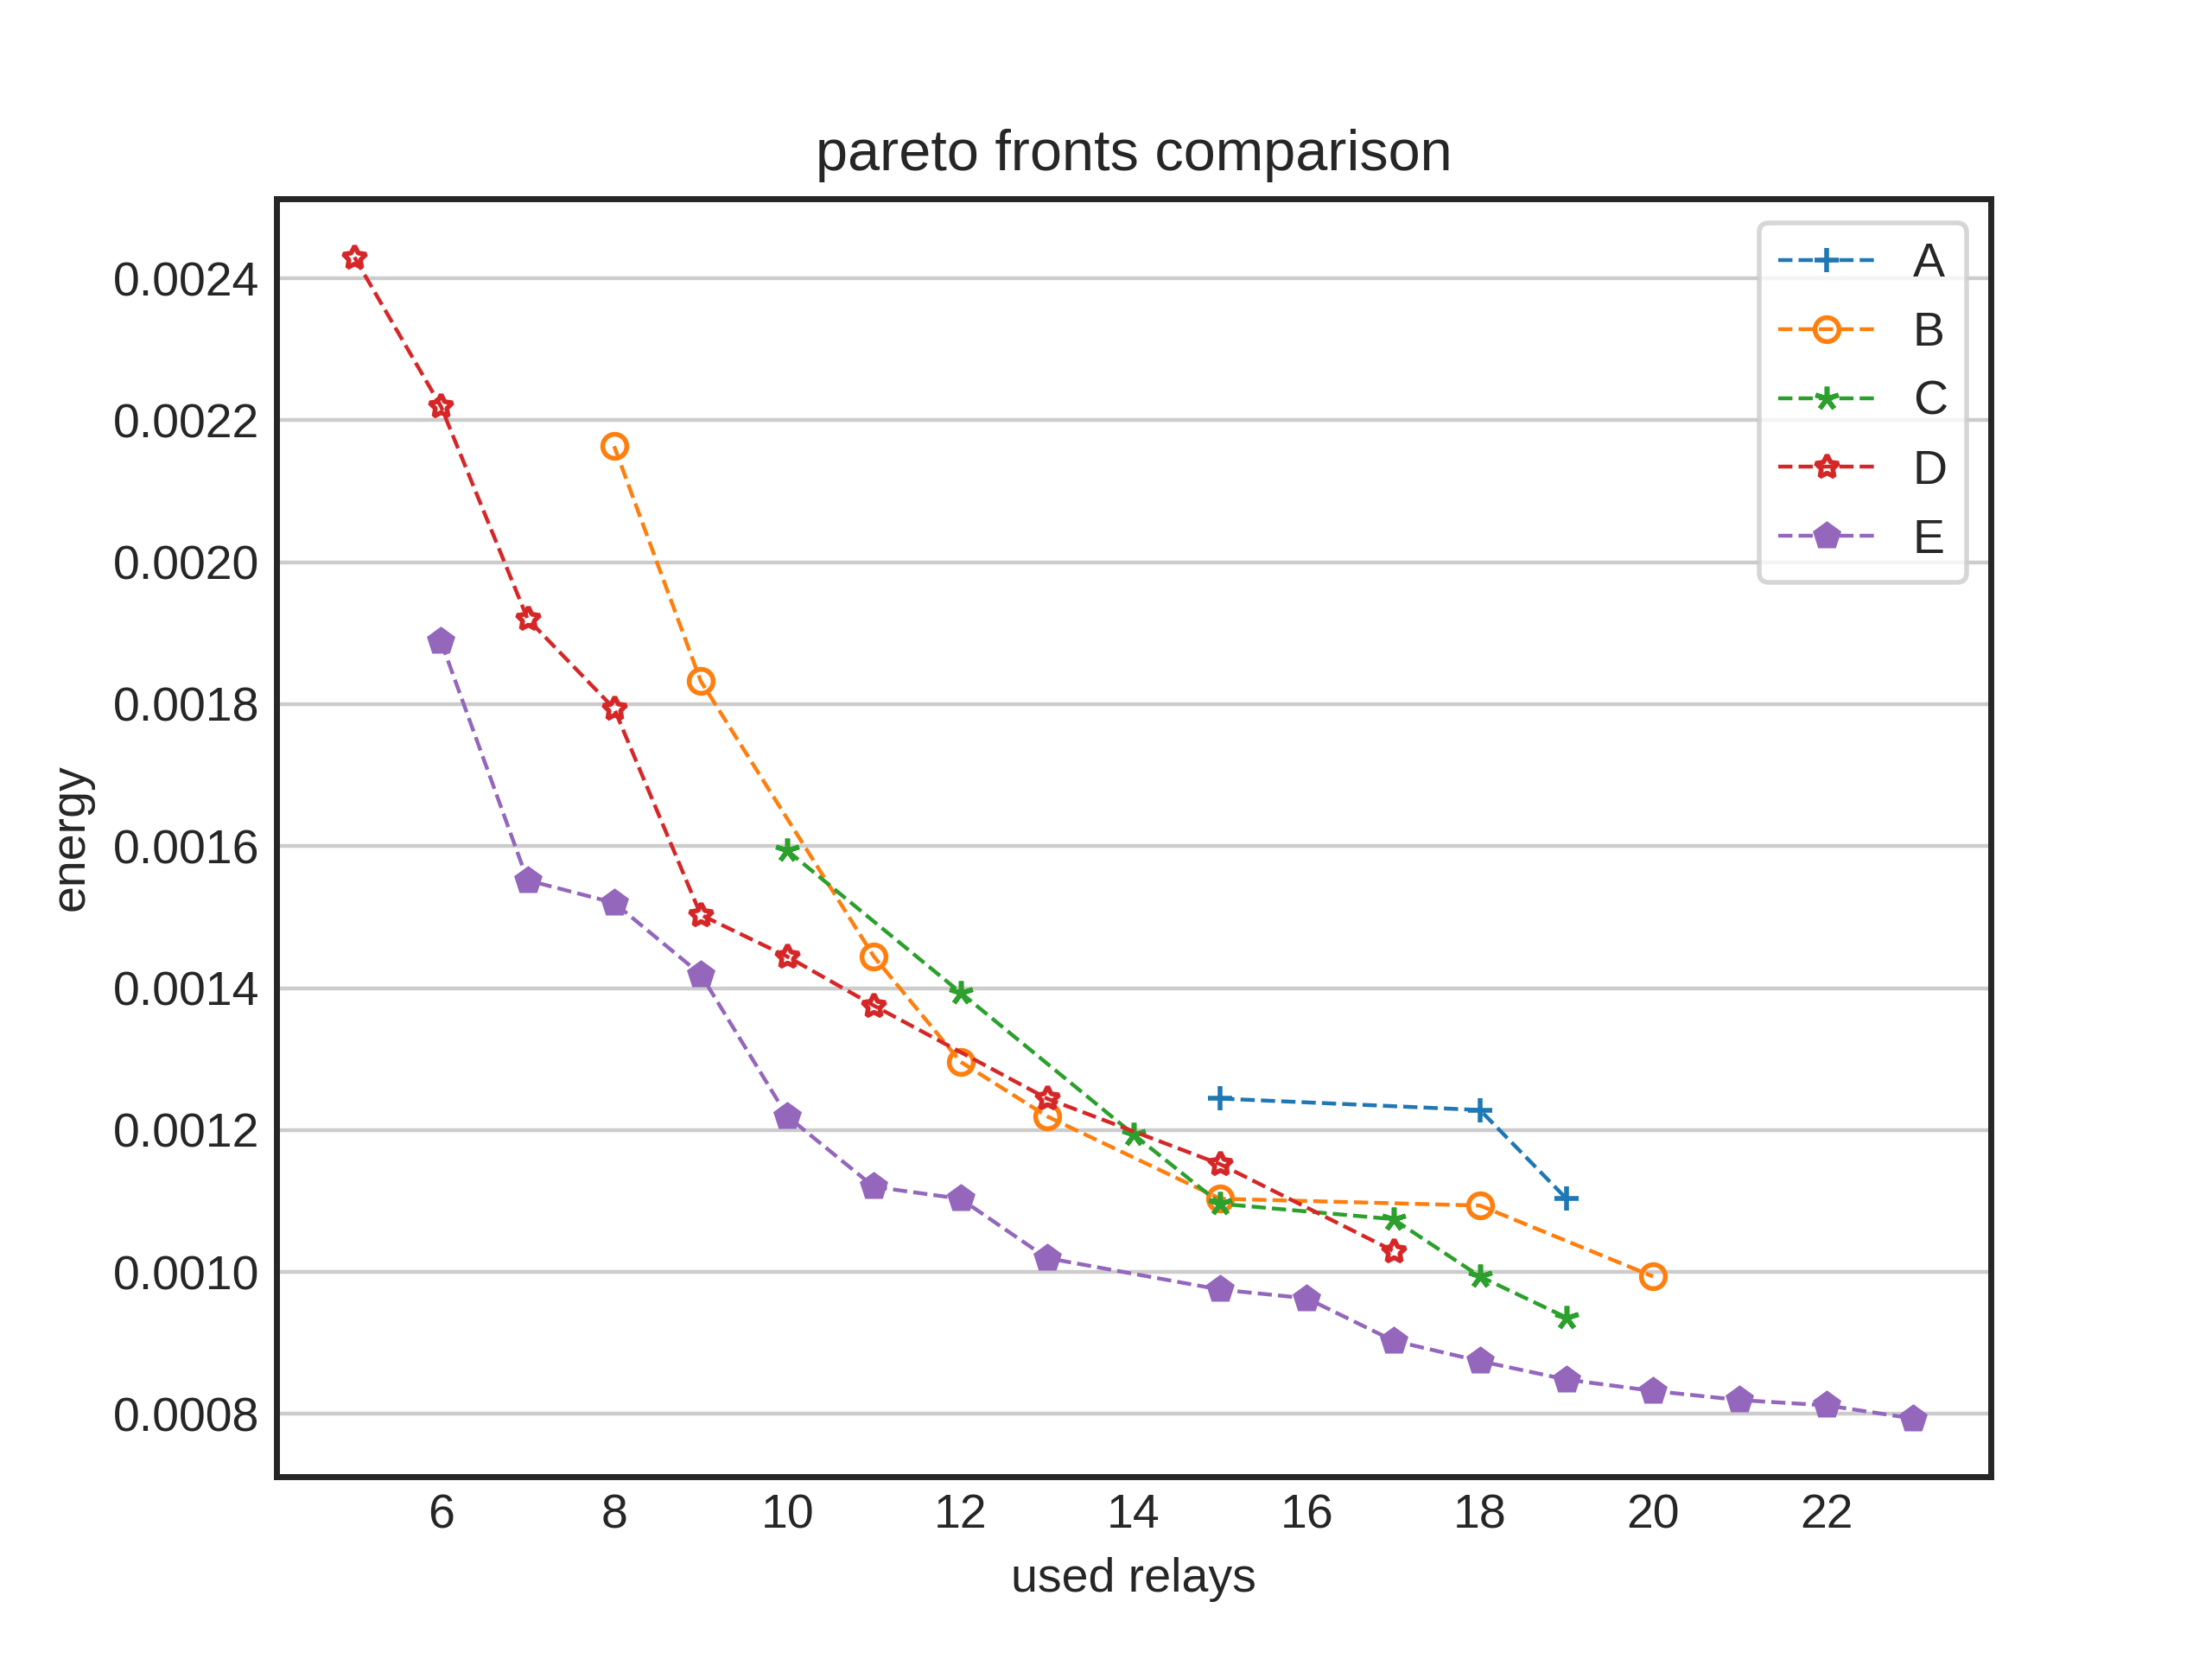 pareto fronts comparison
0.0024
0.0022
0.0020
0.0018
0.0016
0.0014
0.0012
0.0010
0.0008
energy
A
B
C
D
E
6 8 10 12 14 16 18 20 22
used relays